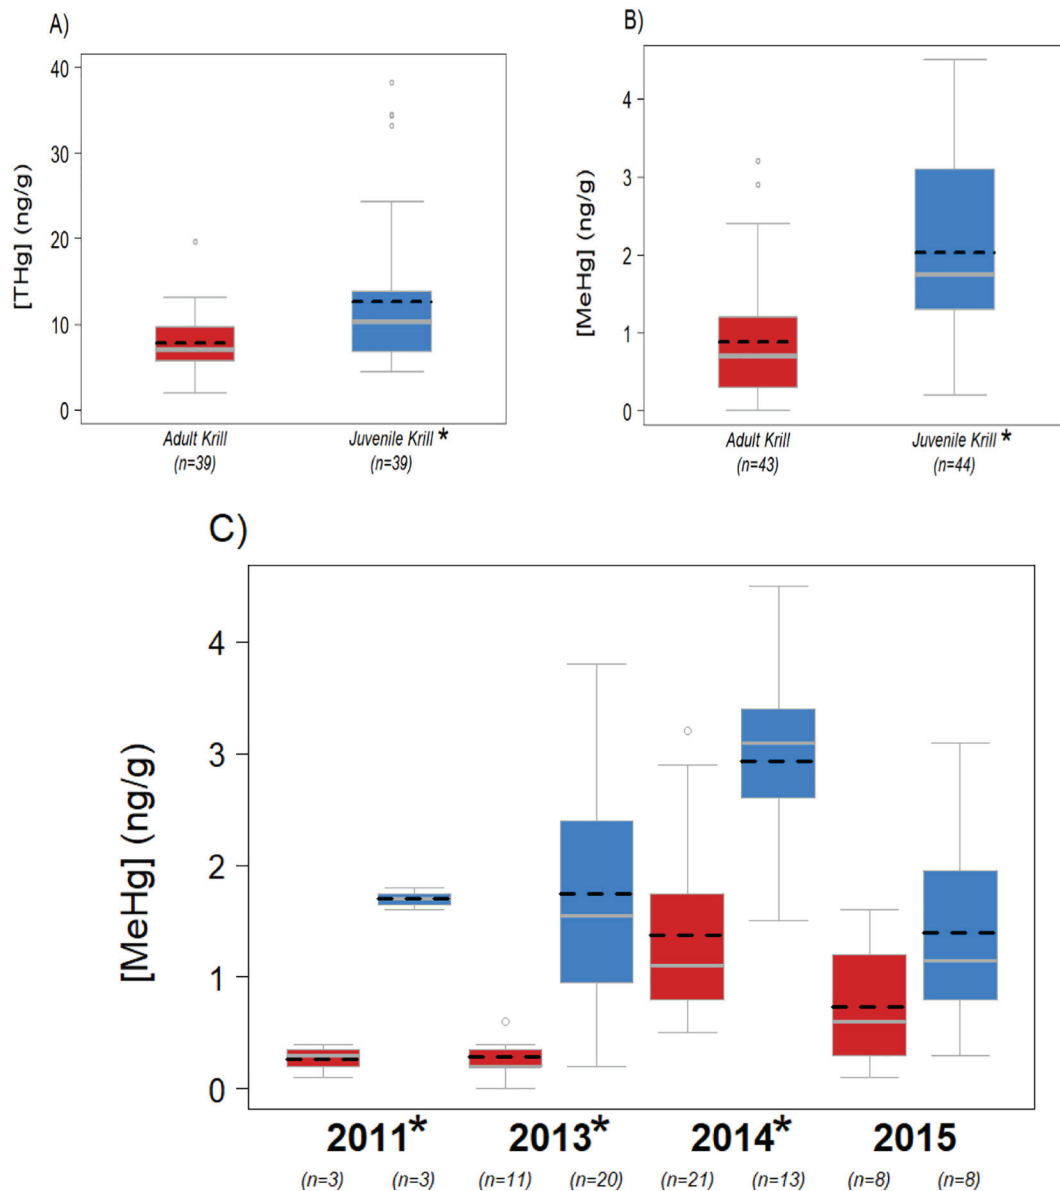 A)
[THg] (ng/g)
40
30
20
10
0
Adult Krill
(n=39)
Juvenile Krill *
(n=39)
B)
[MeHg] (ng/g)
4
3
2
1
0
Adult Krill
(n=43)
Juvenile Krill *
(n=44)
C)
[MeHg] (ng/g)
4
3
2
1
0
2011* 2013* 2014* 2015
(n=3) (n=3) (n=11) (n=20) (n=21) (n=13) (n=8) (n=8)